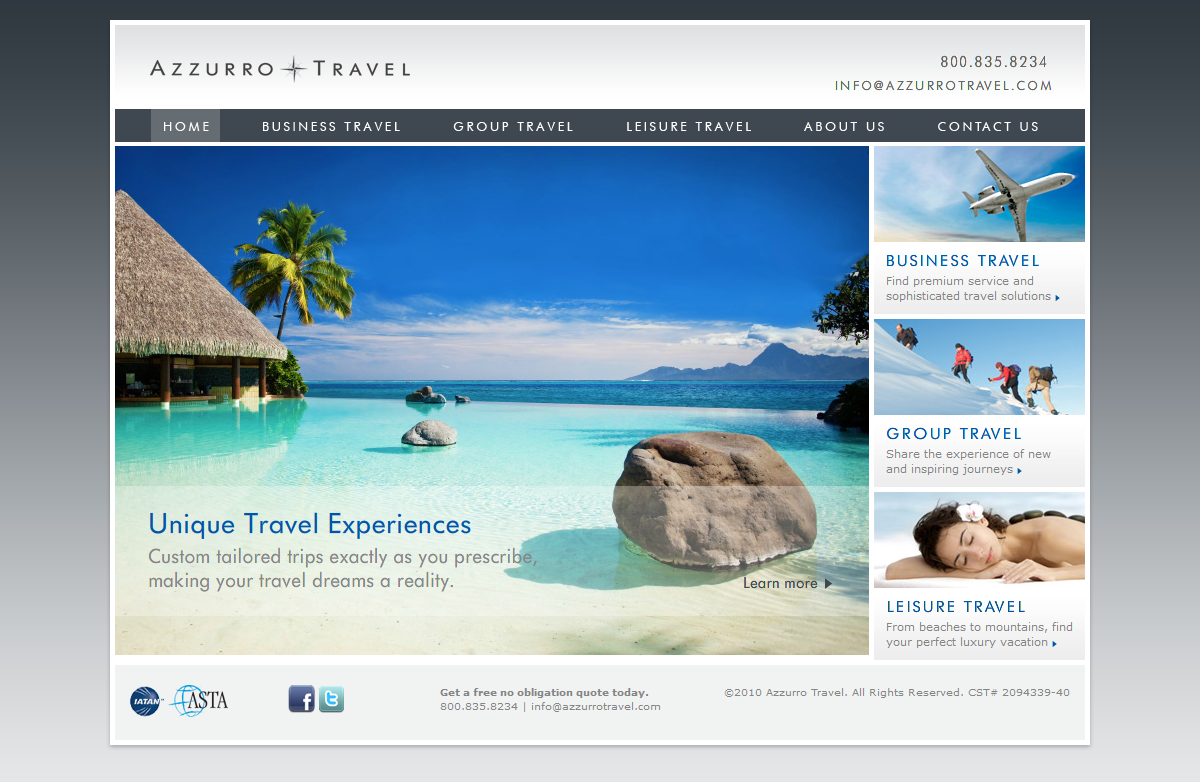 AZZURRO TRAVEL
800.835.8234
INFO@AZZURROTRAVEL.COM
HOME BUSINESS TRAVEL GROUP TRAVEL LEISURE TRAVEL ABOUT US CONTACT US
Unique Travel Experiences
Custom tailored trips exactly as you prescribe,
making your travel dreams a reality.
Learn more
BUSINESS TRAVEL
Find premium service and
sophisticated travel solutions
GROUP TRAVEL
Share the experience of new
and inspiring journeys
LEISURE TRAVEL
From beaches to mountains, find
your perfect luxury vacation
IATAN
ASTA
f
t
Get a free no obligation quote today.
800.835.8234 | info@azzurrotravel.com
©2010 Azzurro Travel. All Rights Reserved. CST# 2094339-40